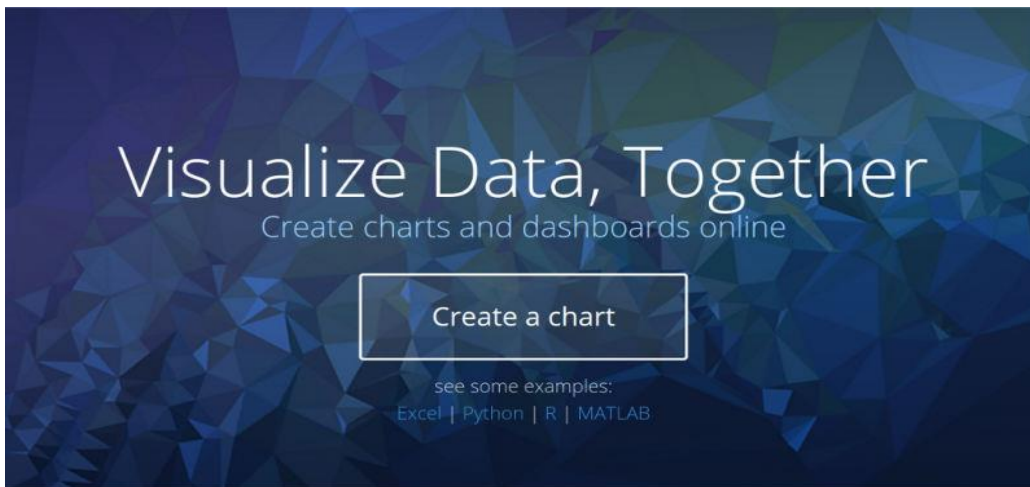 Visualize Data, Together
Create charts and dashboards online
Create a chart
see some examples:
Excel | Python | R | MATLAB